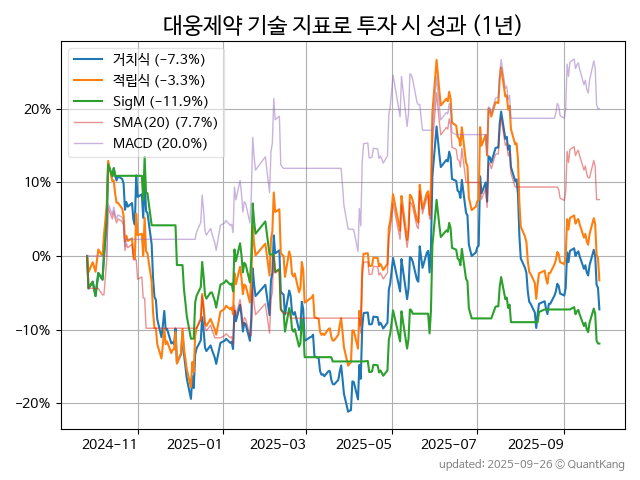 대웅제약 기술 지표로 투자 시 성과 (1년)
거치식 (-7.3%)
적립식 (-3.3%)
SigM (-11.9%)
SMA(20) (7.7%)
MACD (20.0%)
20%
10%
0%
-10%
-20%
2024-11 2025-01 2025-03 2025-05 2025-07 2025-09
updated: 2025-09-26 © QuantKang